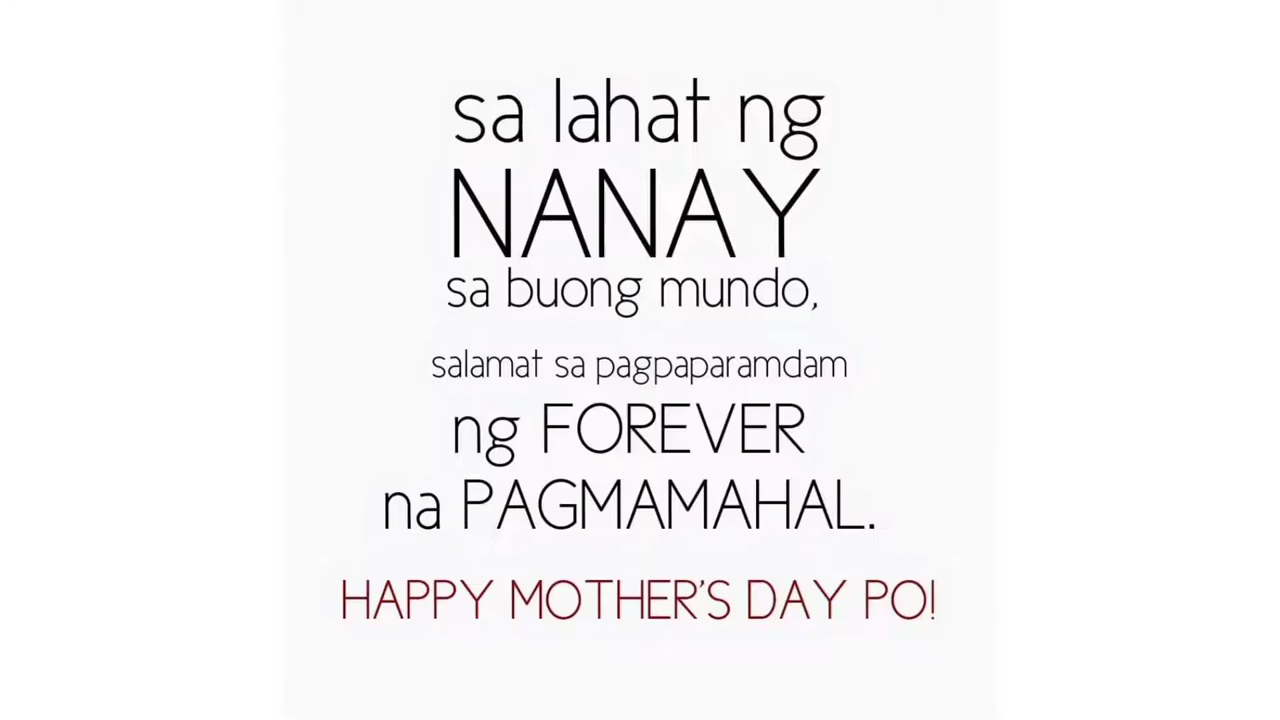 sa lahat ng
NANAY
sa buong mundo,
salamat sa pagpaparamdam
ng FOREVER
na PAGMAMAHAL.
HAPPY MOTHER'S DAY PO!